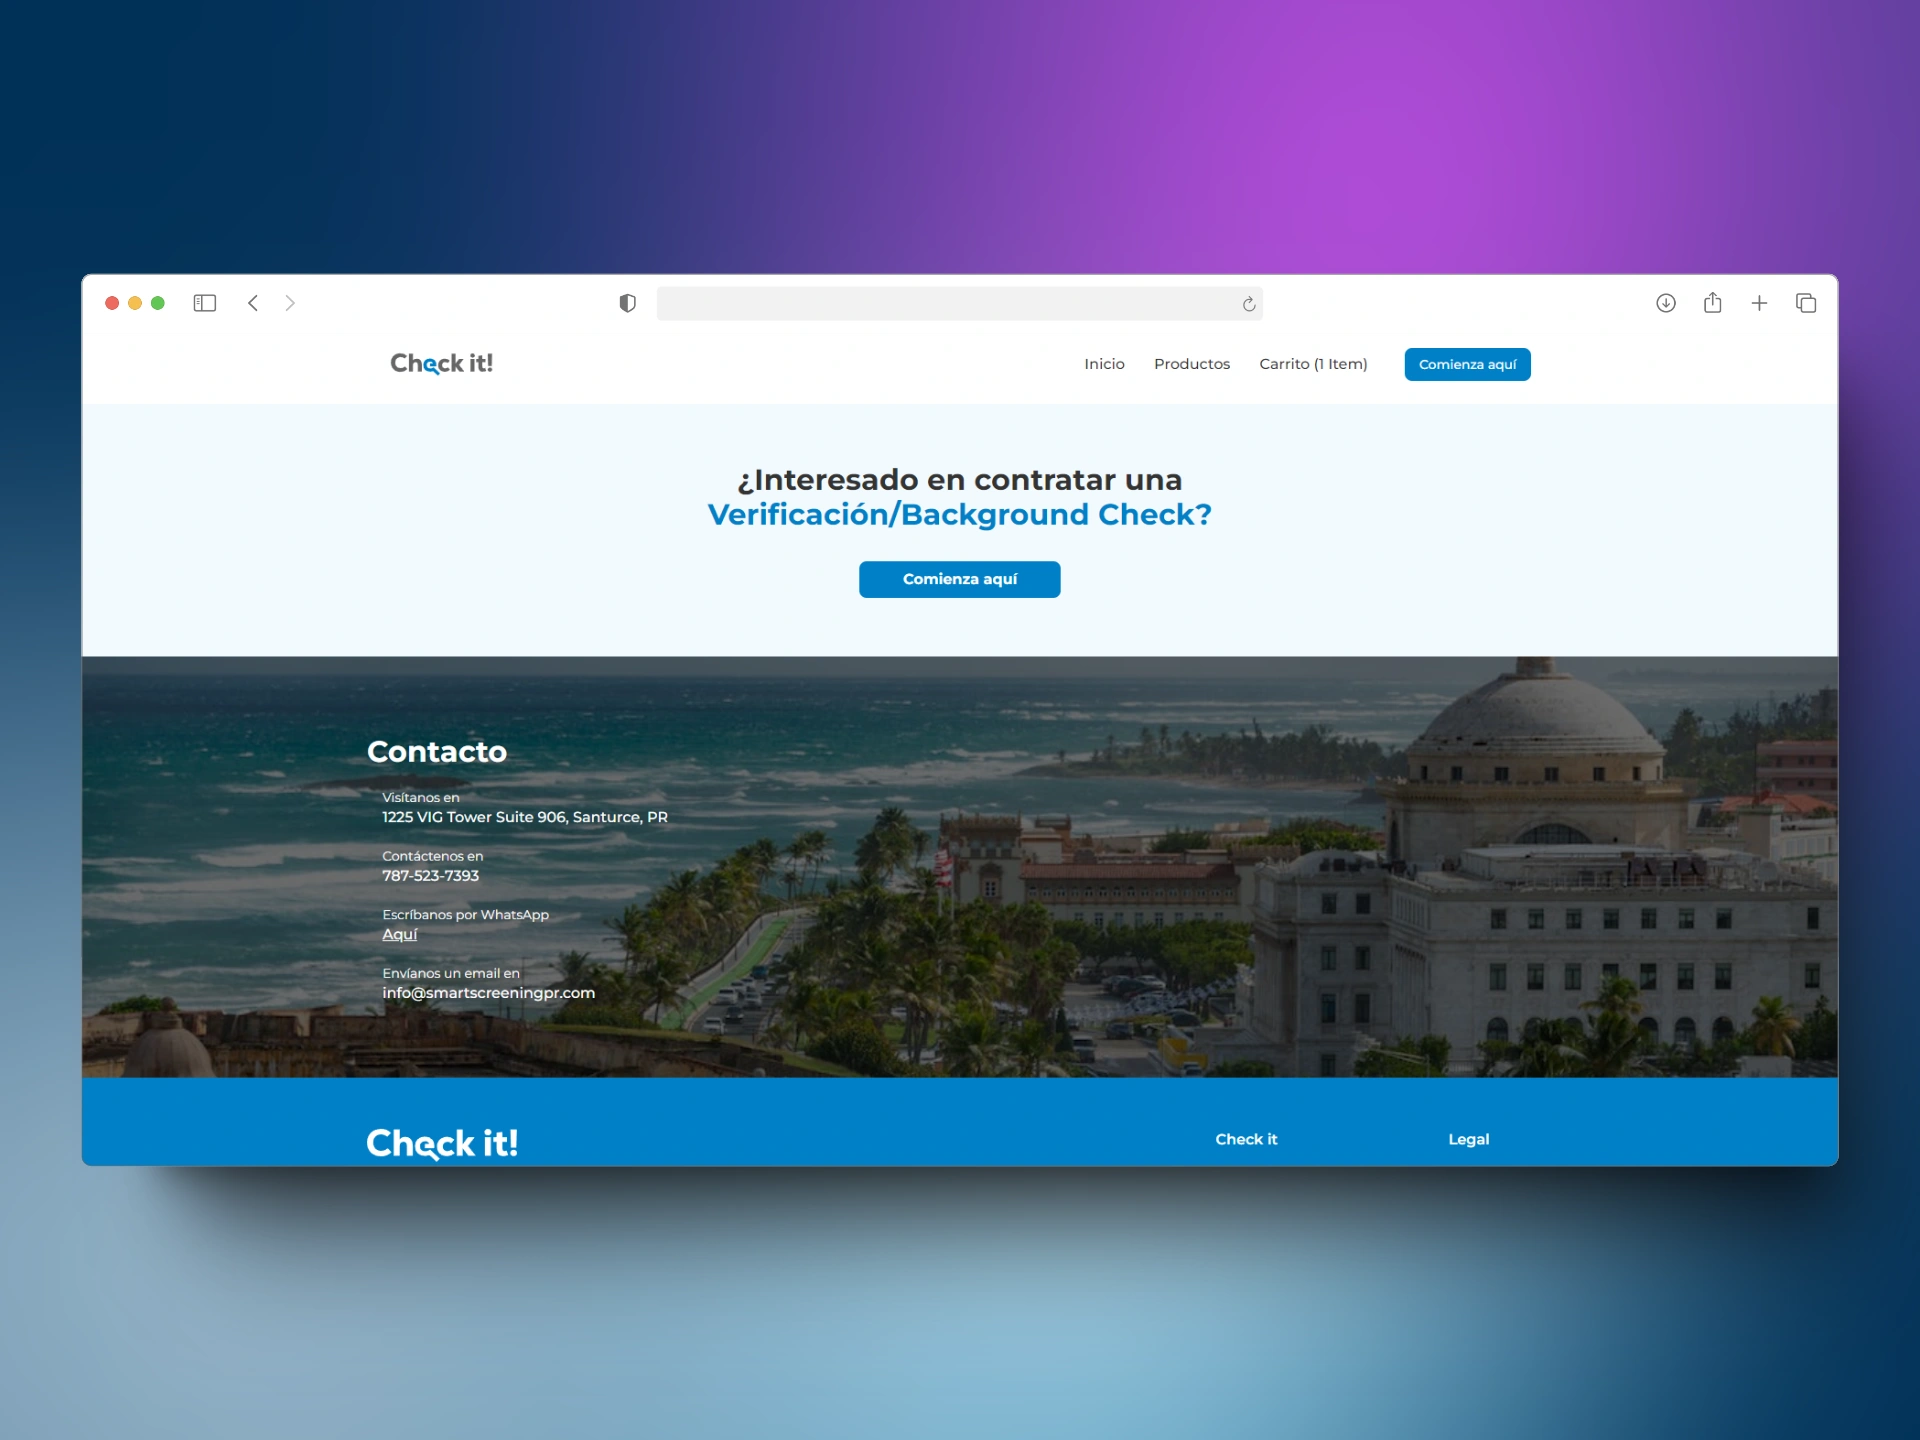 Check it!
Inicio
Productos
Carrito (1 Item)
Comienza aquí
¿Interesado en contratar una
Verificación/Background Check?
Comienza aquí
Contacto
Visítanos en
1225 VIG Tower Suite 906, Santurce, PR
Contáctenos en
787-523-7393
Escríbanos por WhatsApp
Aquí
Envíanos un email en
info@smartscreeningpr.com
Check it!
Check it
Legal